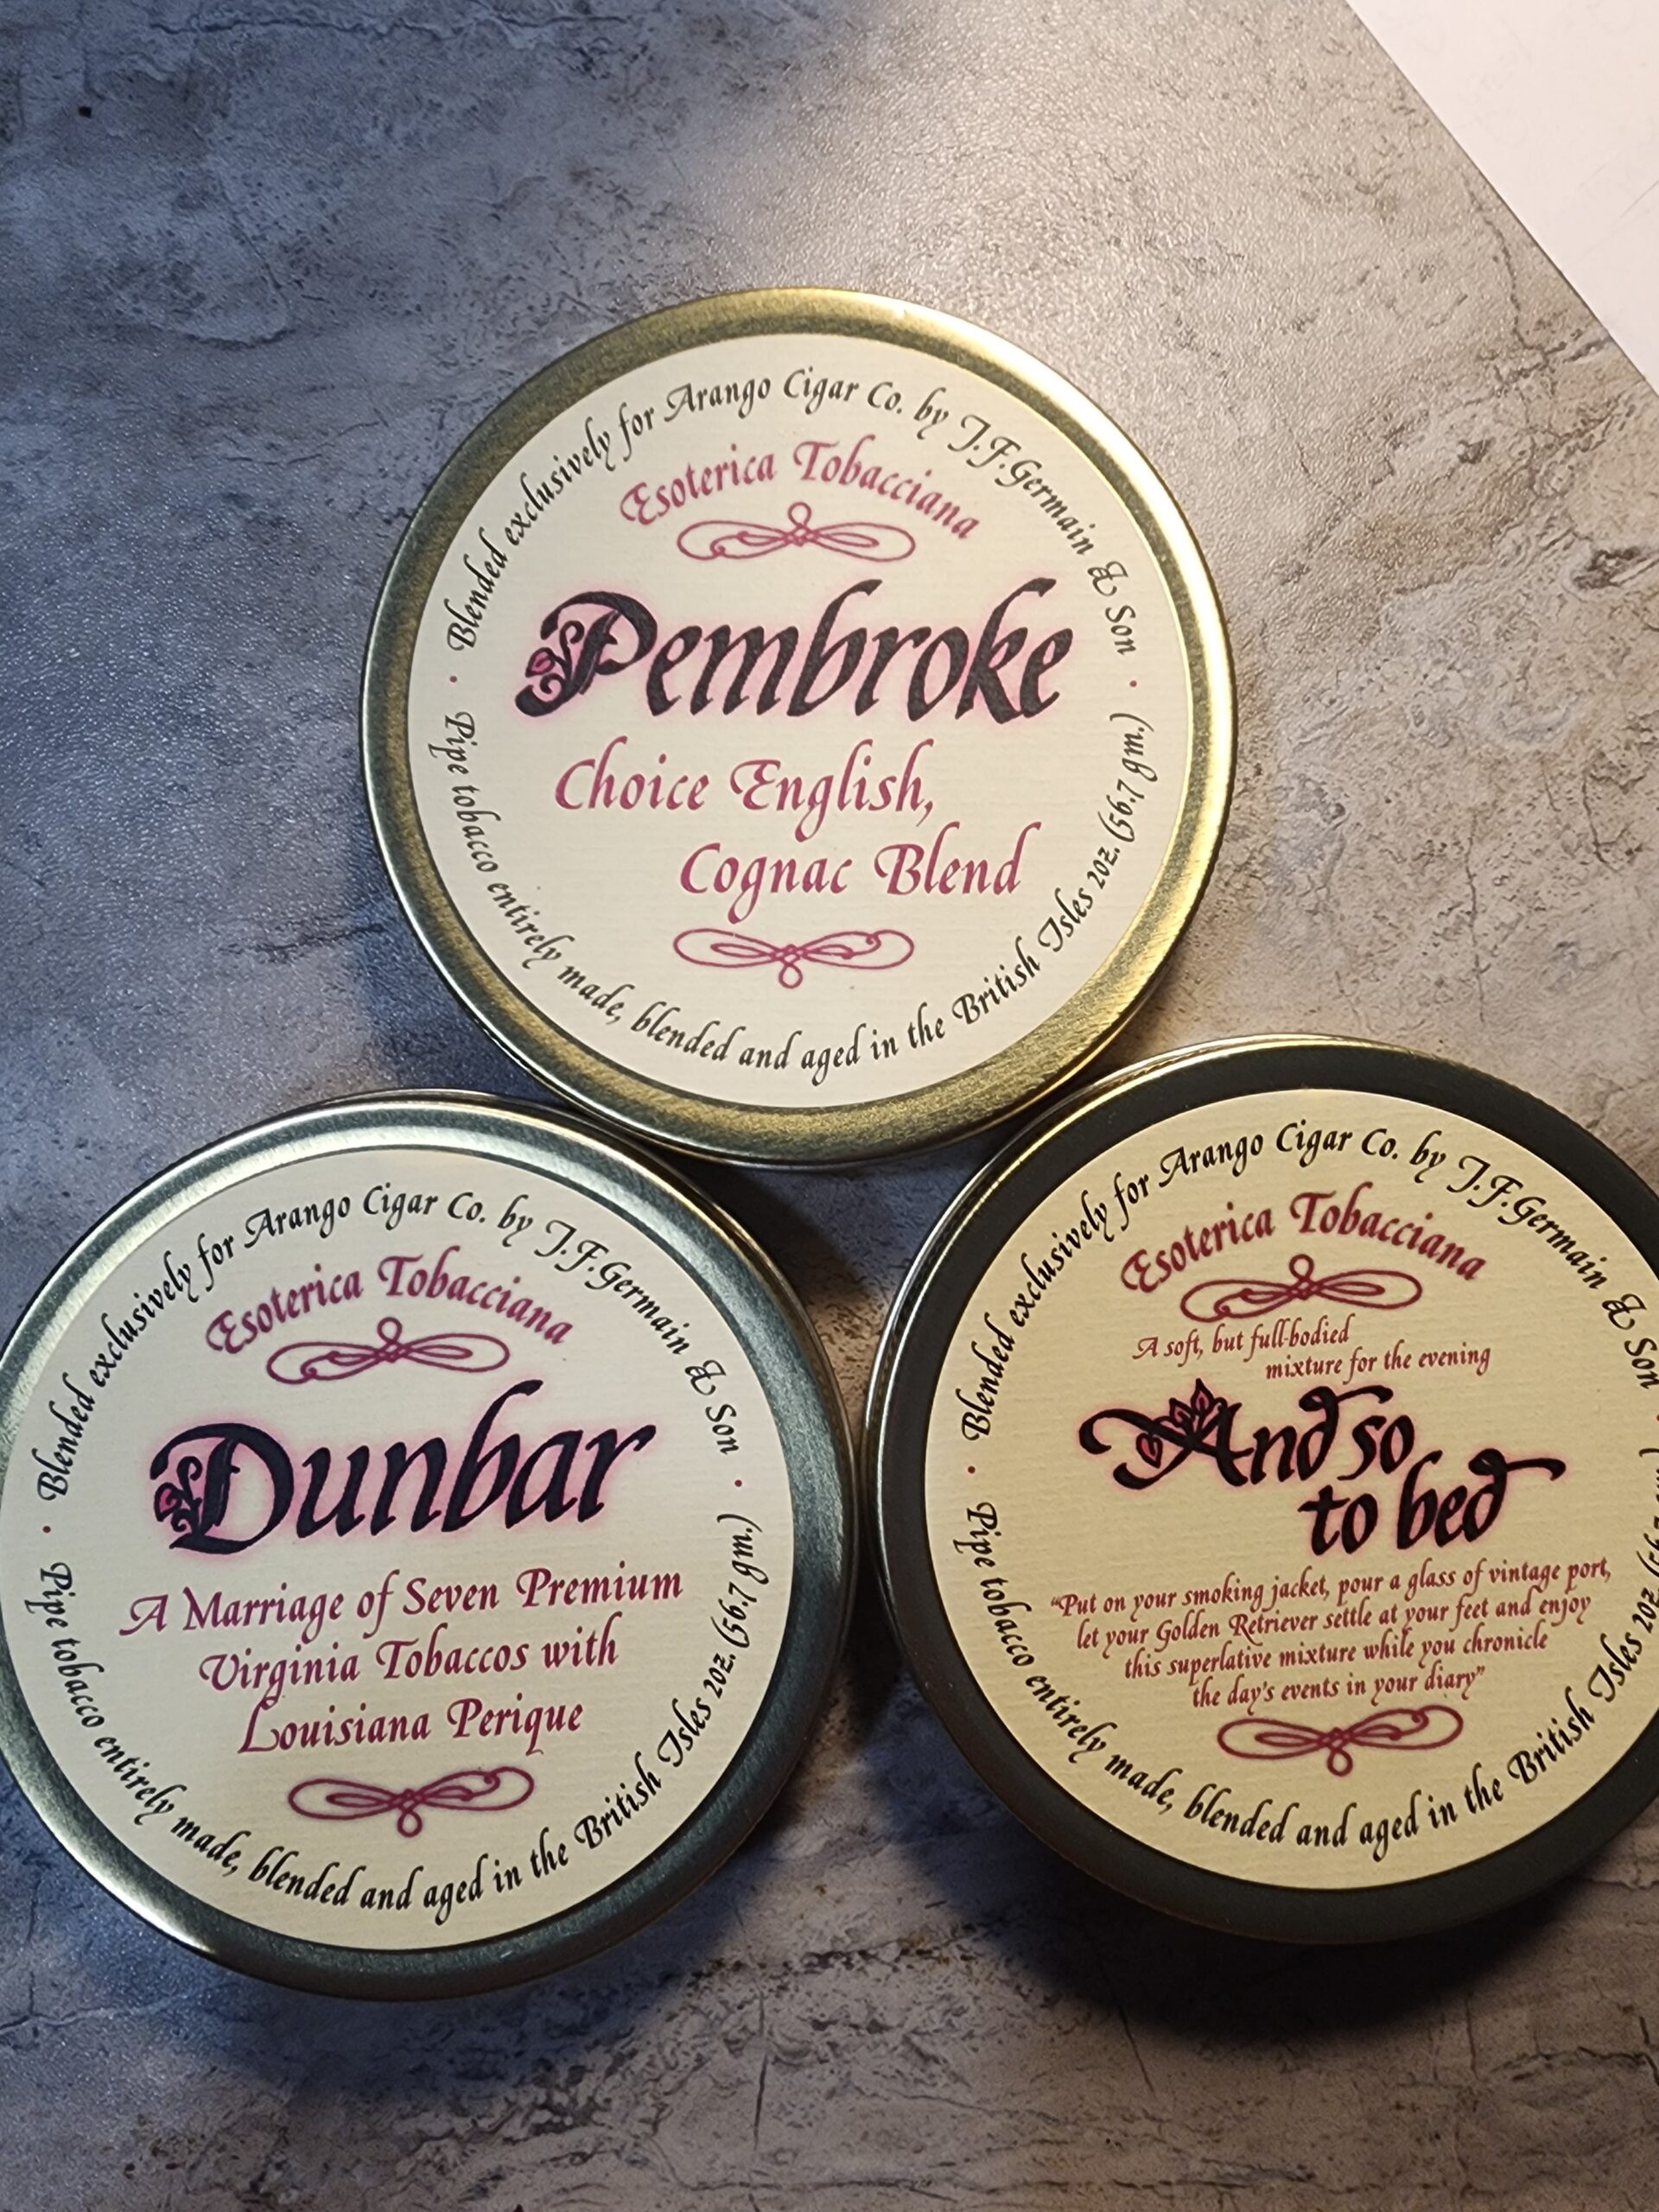 Blended exclusively for Arango Cigar Co. by J.F.Germain & Son
Esoterica Tobacciana
Pembroke
Choice English,
Cognac Blend
Pipe tobacco entirely made, blended and aged in the British Isles 2oz. (56.7 gm.)
Blended exclusively for Arango Cigar Co. by J.F.Germain & Son
Esoterica Tobacciana
Dunbar
A Marriage of Seven Premium
Virginia Tobaccos with
Louisiana Perique
Pipe tobacco entirely made, blended and aged in the British Isles 2oz. (56.7 gm.)
Blended exclusively for Arango Cigar Co. by J.F.Germain & Son
Esoterica Tobacciana
A soft, but full-bodied
mixture for the evening
And so
to bed
"Put on your smoking jacket, pour a glass of vintage port,
let your Golden Retriever settle at your feet and enjoy
this superlative mixture while you chronicle
the day's events in your diary"
Pipe tobacco entirely made, blended and aged in the British Isles 2oz.